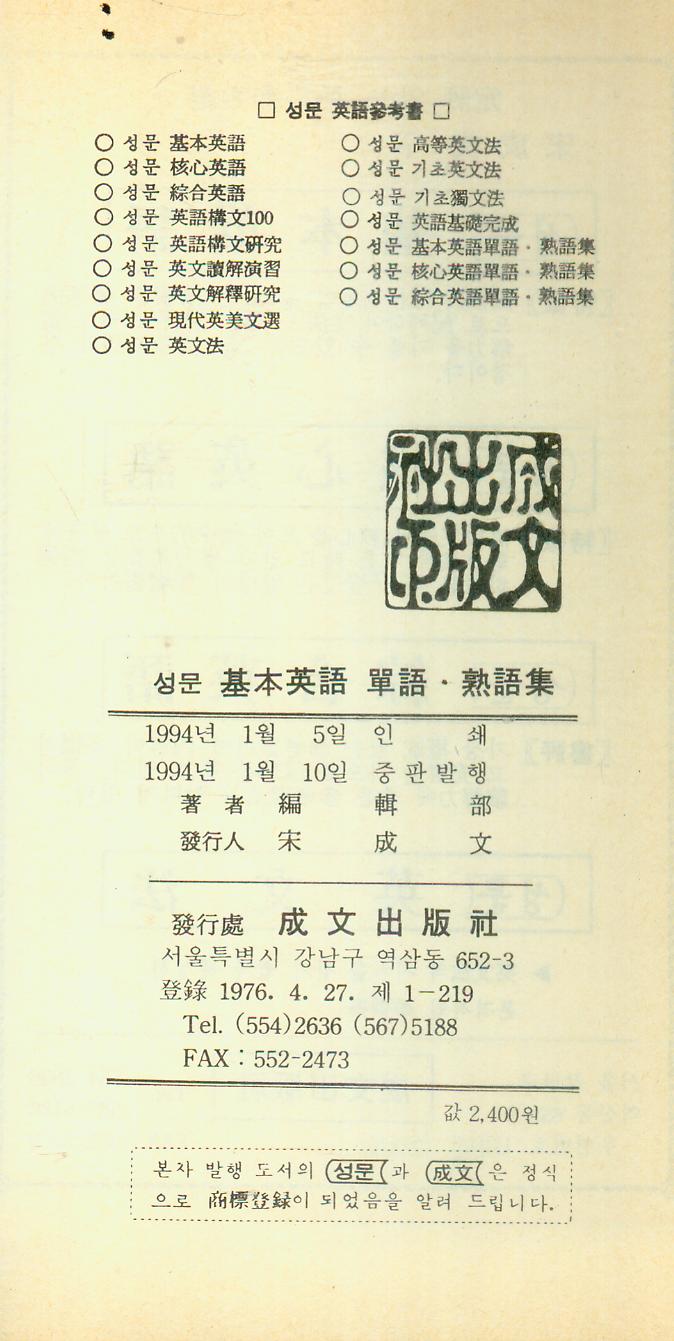 □ 성문 英語參考書 □
○ 성문 基本英語
○ 성문 核心英語
○ 성문 綜合英語
○ 성문 英語構文100
○ 성문 英語構文硏究
○ 성문 英文讀解演習
○ 성문 英文解釋硏究
○ 성문 現代英美文選
○ 성문 英文法
○ 성문 高等英文法
○ 성문 기초英文法
○ 성문 기초獨文法
○ 성문 英語基礎完成
○ 성문 基本英語單語·熟語集
○ 성문 核心英語單語·熟語集
○ 성문 綜合英語單語·熟語集
成文
出版
社印
성문 基本英語 單語·熟語集
1994년 1월 5일 인 쇄
1994년 1월 10일 중판발행
著者 編輯部
發行人 宋成文
發行處 成文出版社
서울특별시 강남구 역삼동 652-3
登錄 1976. 4. 27. 제 1-219
Tel. (554)2636 (567)5188
FAX : 552-2473
값 2,400원
본자 발행 도서의 (성문(과 (成文(은 정식
으로 商標登録이 되었음을 알려 드립니다.